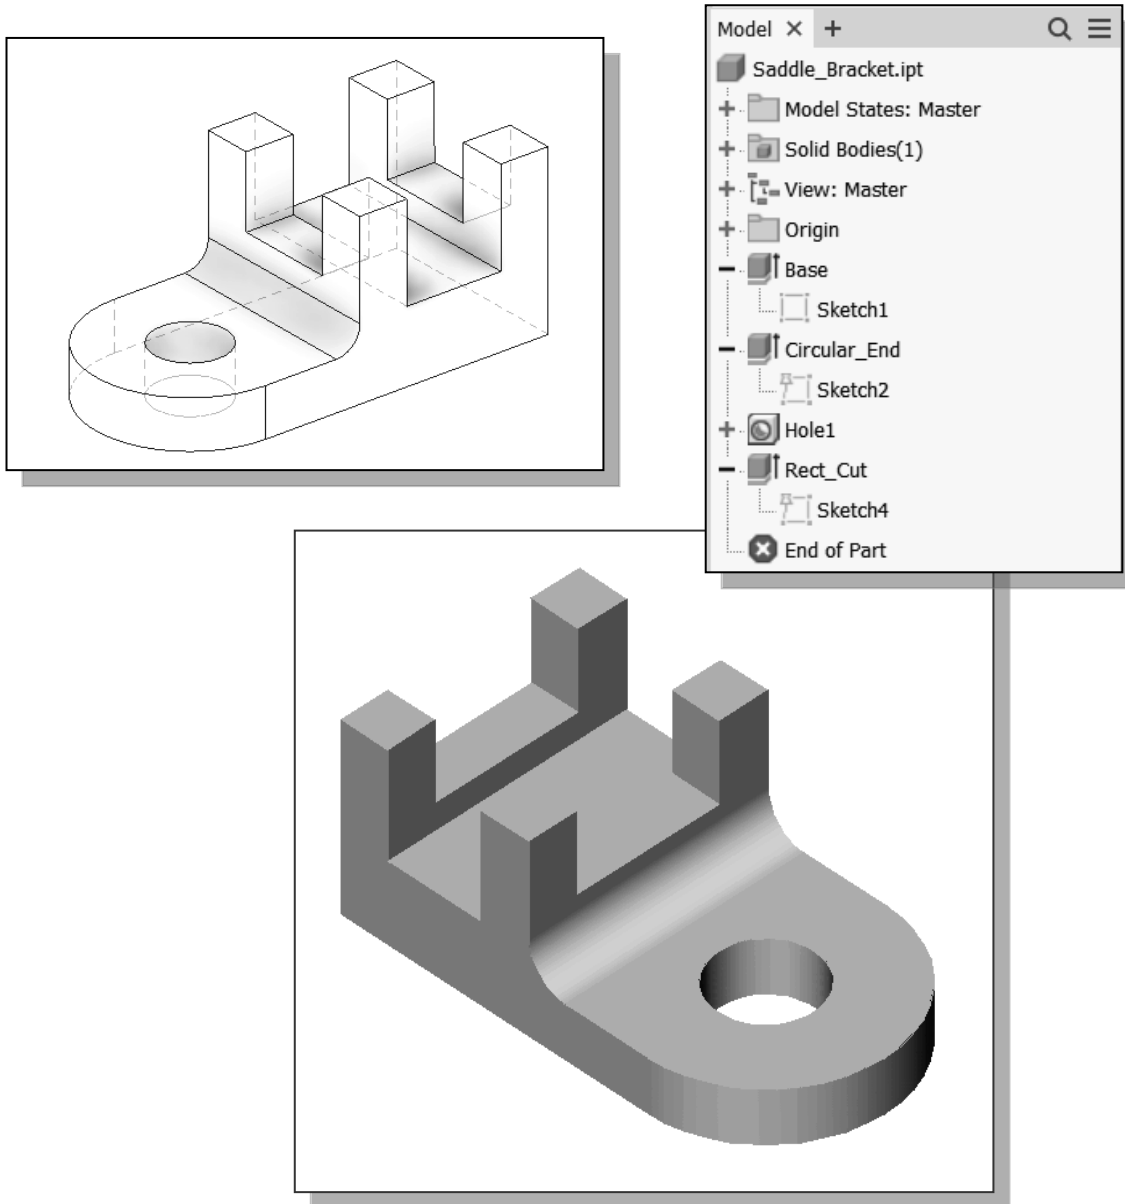 Model
Saddle_Bracket.ipt
Model States: Master
Solid Bodies(1)
View: Master
Origin
Base
Sketch1
Circular_End
Sketch2
Hole1
Rect_Cut
Sketch4
End of Part